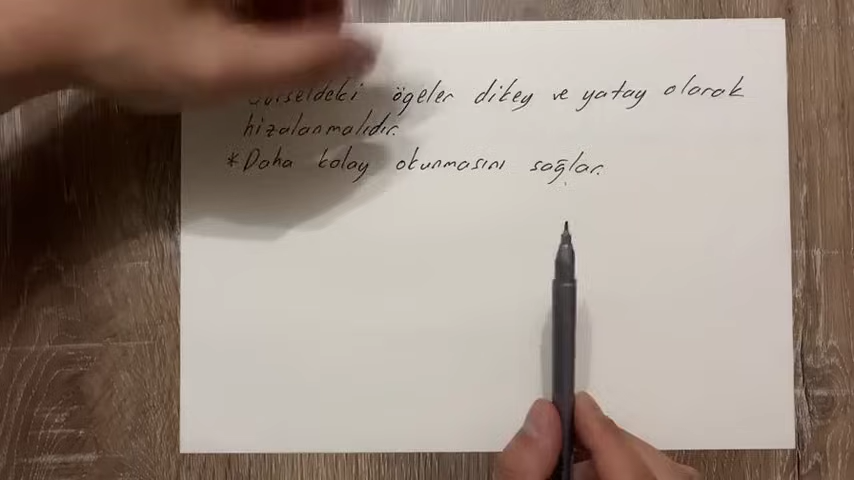 ögeler dikey ve yatay olarak
hizalanmalıdır.
*Daha kolay okunmasını sağlar.